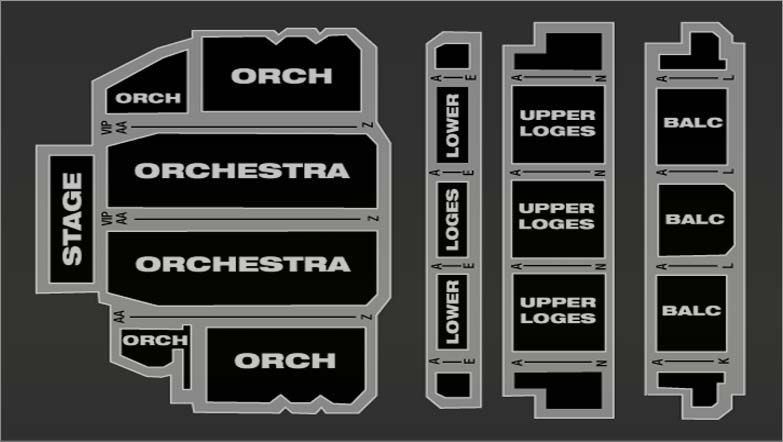 ORCH
ORCH
VIP
AA
Z
ORCHESTRA
STAGE
VIP
AA
Z
ORCHESTRA
AA
Z
ORCH
ORCH
A
E
LOWER
A
E
LOGES
A
E
LOWER
A
E
A
N
UPPER
LOGES
A
N
UPPER
LOGES
A
N
UPPER
LOGES
A
N
A
L
BALC
A
L
BALC
A
L
BALC
A
K